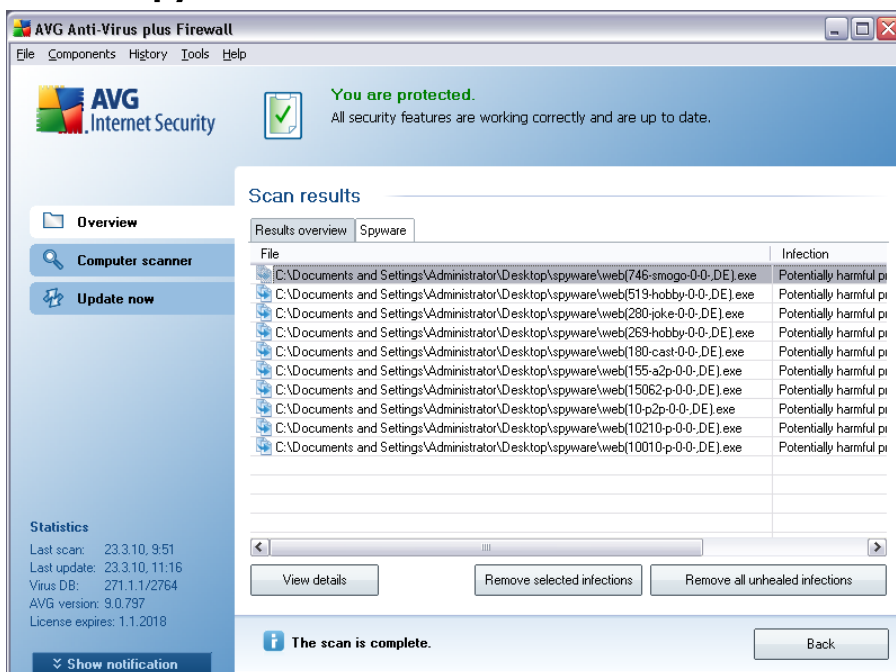 AVG Anti-Virus plus Firewall
File Components History Tools Help
AVG
Internet Security
You are protected.
All security features are working correctly and are up to date.
Scan results
Overview
Computer scanner
Update now
Results overview Spyware
File Infection
C:\Documents and Settings\Administrator\Desktop\spyware\web(746-smogo-0-0-,DE).exe Potentially harmful pr
C:\Documents and Settings\Administrator\Desktop\spyware\web(519-hobby-0-0-,DE).exe Potentially harmful pr
C:\Documents and Settings\Administrator\Desktop\spyware\web(280-joke-0-0-,DE).exe Potentially harmful pr
C:\Documents and Settings\Administrator\Desktop\spyware\web(269-hobby-0-0-,DE).exe Potentially harmful pr
C:\Documents and Settings\Administrator\Desktop\spyware\web(180-cast-0-0-,DE).exe Potentially harmful pr
C:\Documents and Settings\Administrator\Desktop\spyware\web(155-a2p-0-0-,DE).exe Potentially harmful pr
C:\Documents and Settings\Administrator\Desktop\spyware\web(15062-p-0-0-,DE).exe Potentially harmful pr
C:\Documents and Settings\Administrator\Desktop\spyware\web(10-p2p-0-0-,DE).exe Potentially harmful pr
C:\Documents and Settings\Administrator\Desktop\spyware\web(10210-p-0-0-,DE).exe Potentially harmful pr
C:\Documents and Settings\Administrator\Desktop\spyware\web(10010-p-0-0-,DE).exe Potentially harmful pr
Statistics
Last scan: 23.3.10, 9:51
Last update: 23.3.10, 11:16
Virus DB: 271.1.1/2764
AVG version: 9.0.797
License expires: 1.1.2018
View details Remove selected infections Remove all unhealed infections
The scan is complete. Back
Show notification